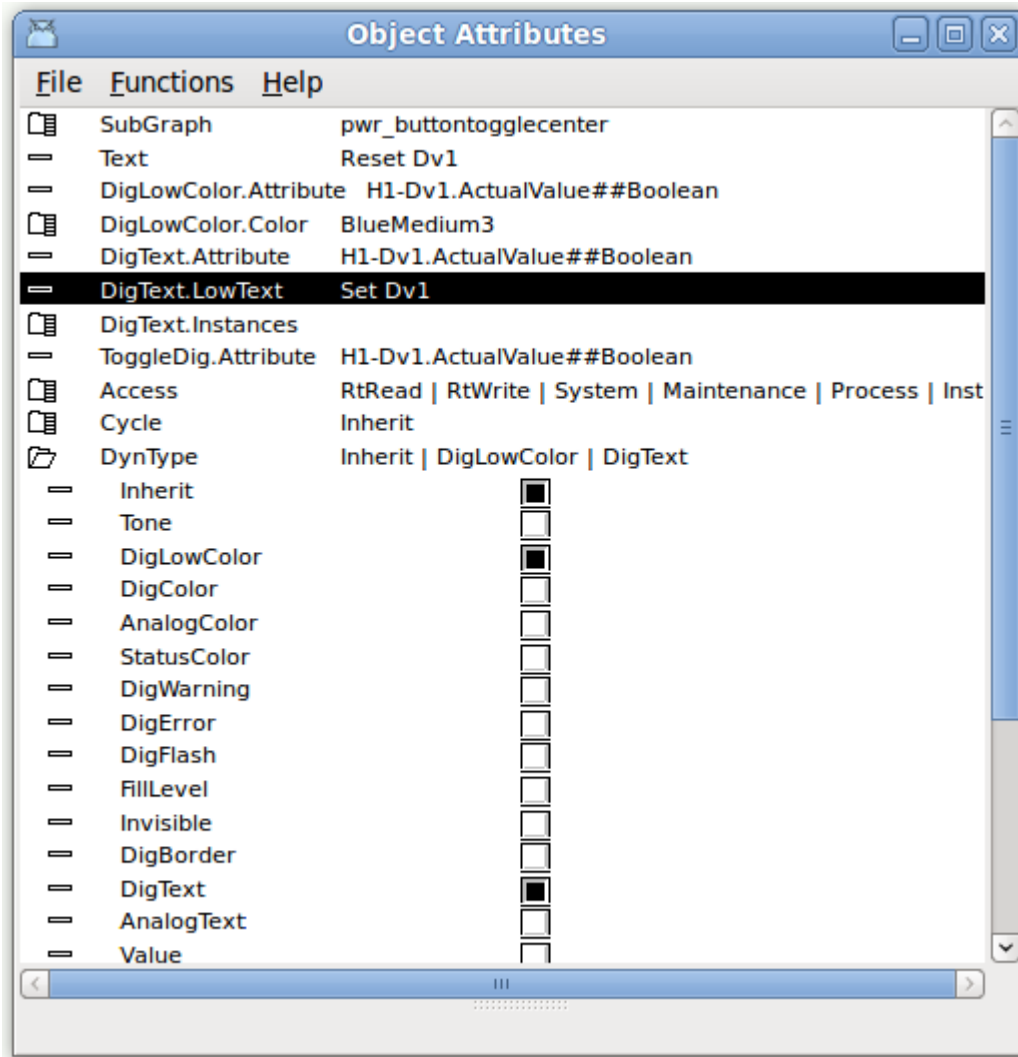 Object Attributes
File Functions Help
SubGraph pwr_buttontogglecenter
Text Reset Dv1
DigLowColor.Attribute H1-Dv1.ActualValue##Boolean
DigLowColor.Color BlueMedium3
DigText.Attribute H1-Dv1.ActualValue##Boolean
DigText.LowText Set Dv1
DigText.Instances
ToggleDig.Attribute H1-Dv1.ActualValue##Boolean
Access RtRead | RtWrite | System | Maintenance | Process | Inst
Cycle Inherit
DynType Inherit | DigLowColor | DigText
Inherit
Tone
DigLowColor
DigColor
AnalogColor
StatusColor
DigWarning
DigError
DigFlash
FillLevel
Invisible
DigBorder
DigText
AnalogText
Value